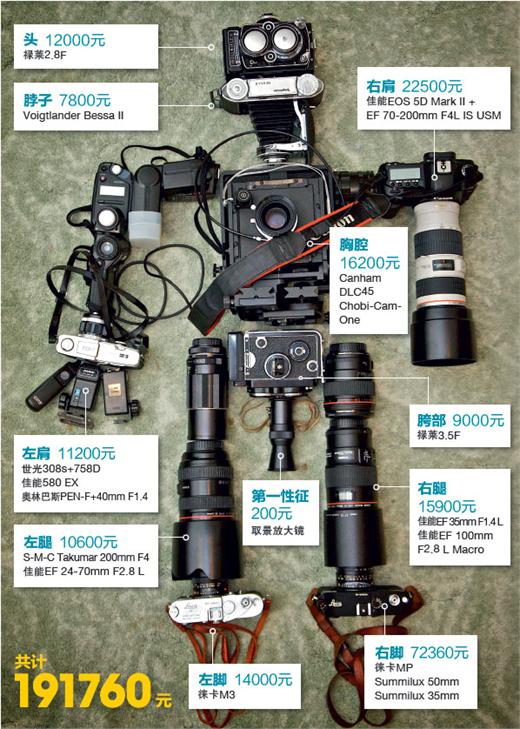 头 12000元
禄莱2.8F
脖子 7800元
Voigtlander Bessa II
右肩 22500元
佳能EOS 5D Mark II +
EF 70-200mm F4L IS USM
胸腔
16200元
Canham
DLC45
Chobi-Cam-
One
胯部 9000元
禄莱3.5F
左肩 11200元
世光308s+758D
佳能580 EX
奥林巴斯PEN-F+40mm F1.4
第一性征
200元
取景放大镜
右腿
15900元
佳能EF 35mm F1.4 L
佳能EF 100mm
F2.8 L Macro
左腿 10600元
S-M-C Takumar 200mm F4
佳能EF 24-70mm F2.8 L
左脚 14000元
徕卡M3
右脚 72360元
徕卡MP
Summilux 50mm
Summilux 35mm
共计
191760元
Canon
Leica